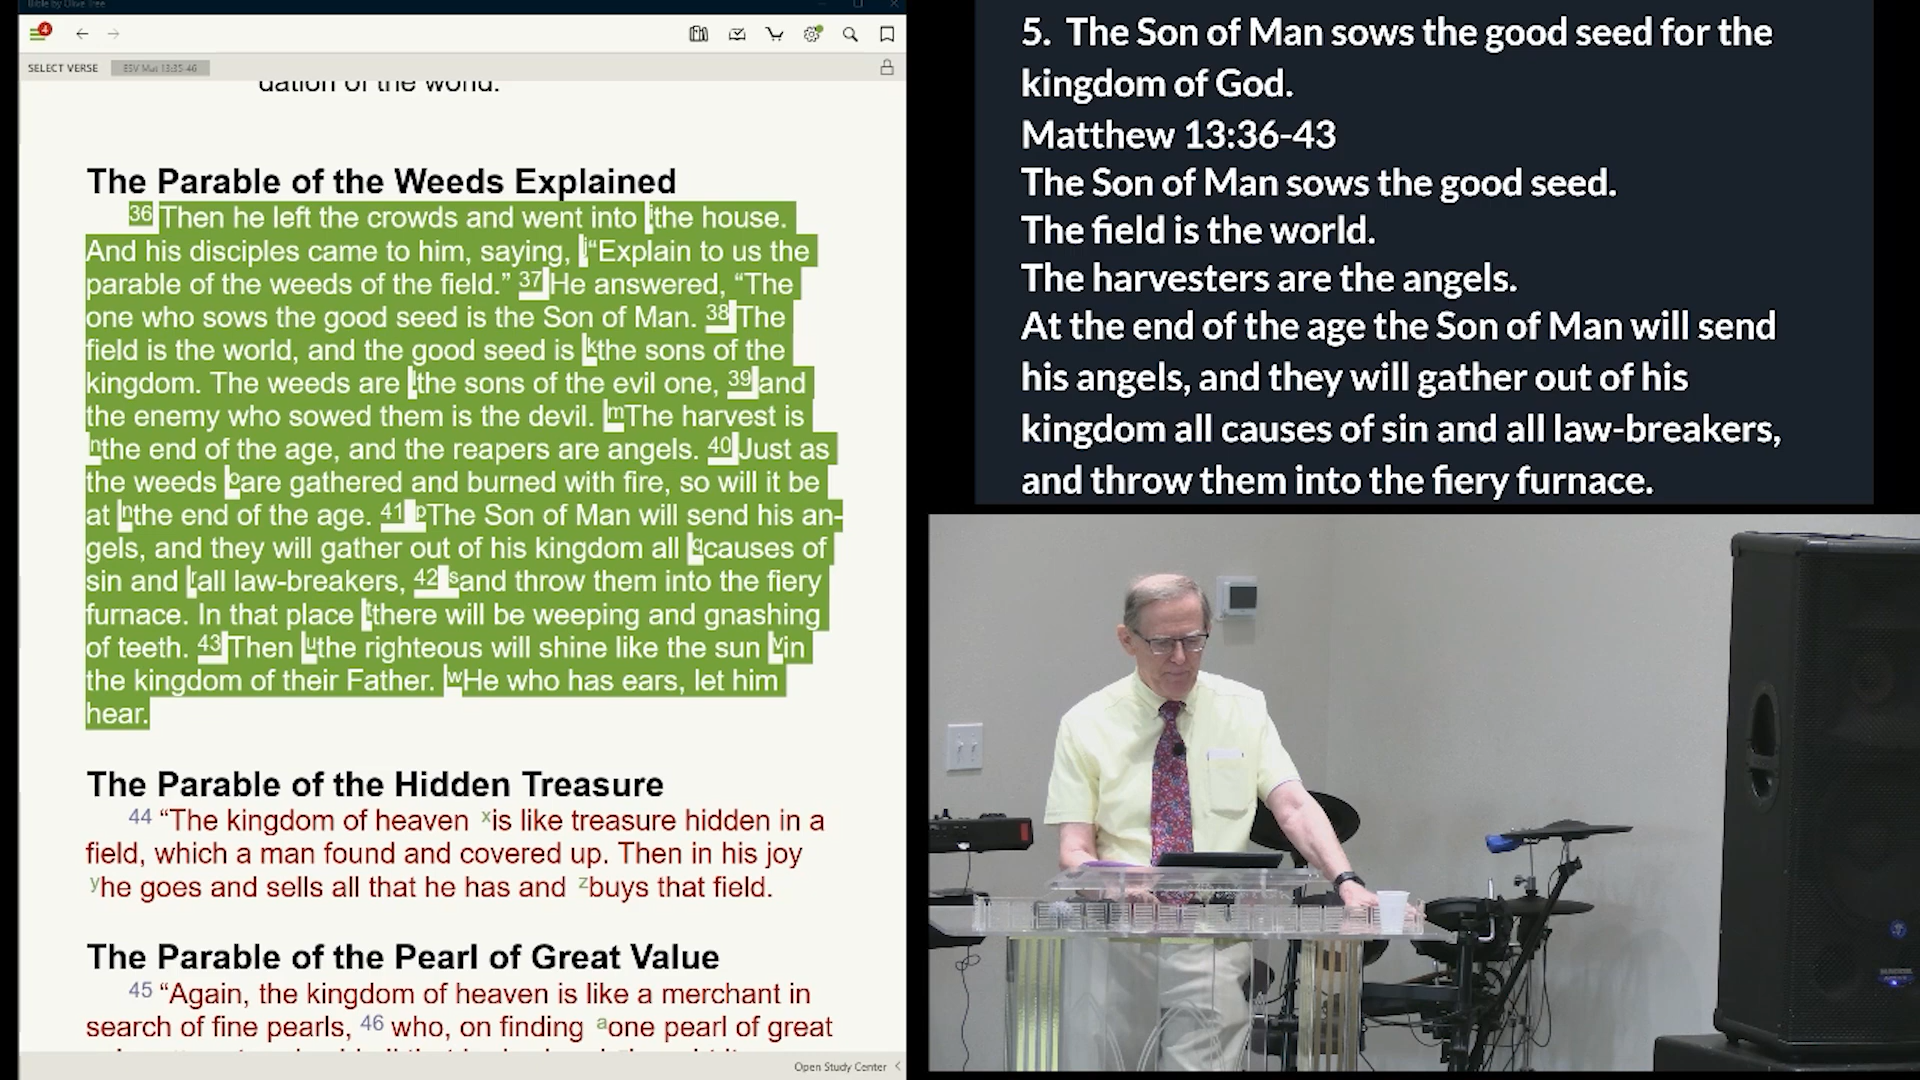 Bible by Olive Tree
4
SELECT VERSE
ESV Mat 13:35-46
dation of the world.
The Parable of the Weeds Explained
36 Then he left the crowds and went into i the house.
And his disciples came to him, saying, j “Explain to us the
parable of the weeds of the field.” 37 He answered, “The
one who sows the good seed is the Son of Man. 38 The
field is the world, and the good seed is k the sons of the
kingdom. The weeds are l the sons of the evil one, 39 and
the enemy who sowed them is the devil. m The harvest is
n the end of the age, and the reapers are angels. 40 Just as
the weeds o are gathered and burned with fire, so will it be
at n the end of the age. 41 p The Son of Man will send his an-
gels, and they will gather out of his kingdom all q causes of
sin and r all law-breakers, 42 s and throw them into the fiery
furnace. In that place t there will be weeping and gnashing
of teeth. 43 Then u the righteous will shine like the sun v in
the kingdom of their Father. w He who has ears, let him
hear.
The Parable of the Hidden Treasure
44 “The kingdom of heaven x is like treasure hidden in a
field, which a man found and covered up. Then in his joy
y he goes and sells all that he has and z buys that field.
The Parable of the Pearl of Great Value
45 “Again, the kingdom of heaven is like a merchant in
search of fine pearls, 46 who, on finding a one pearl of great
Open Study Center
5. The Son of Man sows the good seed for the
kingdom of God.
Matthew 13:36-43
The Son of Man sows the good seed.
The field is the world.
The harvesters are the angels.
At the end of the age the Son of Man will send
his angels, and they will gather out of his
kingdom all causes of sin and all law-breakers,
and throw them into the fiery furnace.